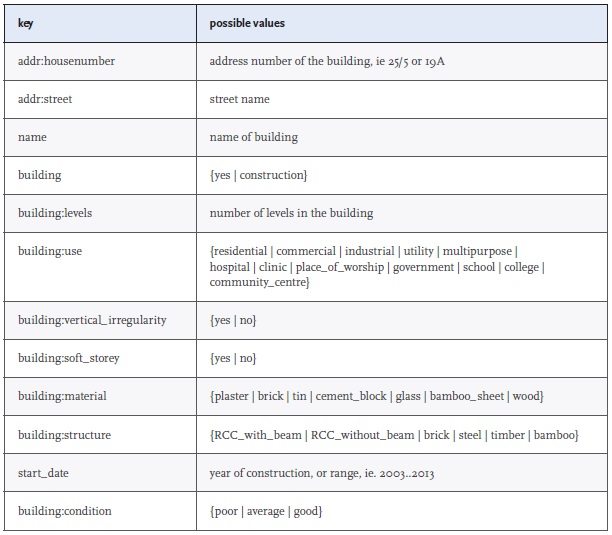 key possible values
addr:housenumber address number of the building, ie 25/5 or 19A
addr:street street name
name name of building
building {yes | construction}
building:levels number of levels in the building
building:use {residential | commercial | industrial | utility | multipurpose |
hospital | clinic | place_of_worship | government | school | college |
community_centre}
building:vertical_irregularity {yes | no}
building:soft_storey {yes | no}
building:material {plaster | brick | tin | cement_block | glass | bamboo_sheet | wood}
building:structure {RCC_with_beam | RCC_without_beam | brick | steel | timber | bamboo}
start_date year of construction, or range, ie. 2003..2013
building:condition {poor | average | good}